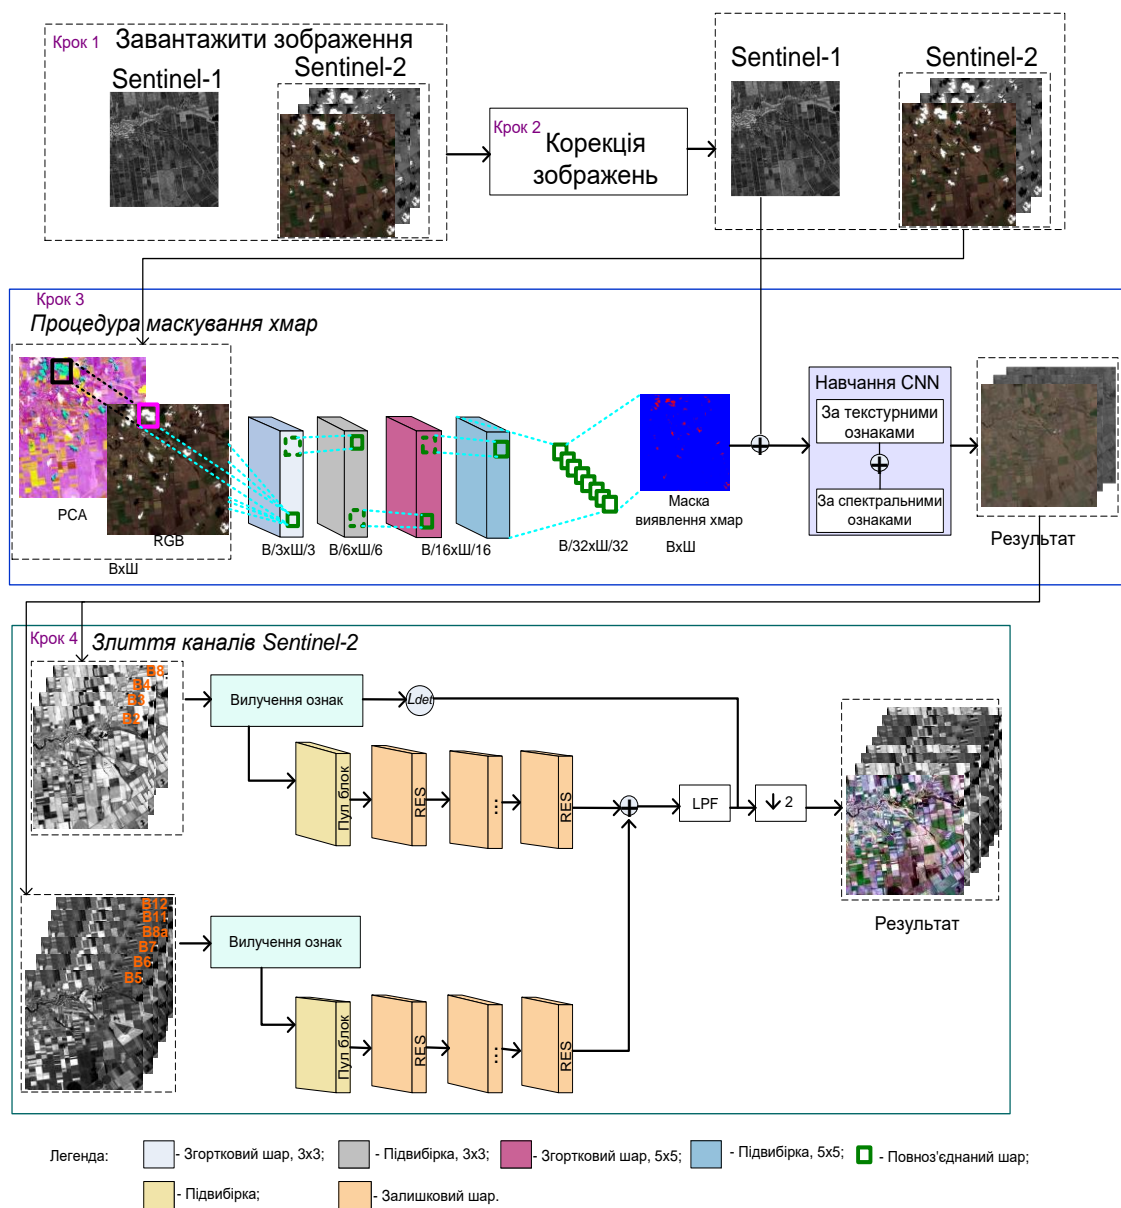 Крок 1
Завантажити зображення
Sentinel-1
Sentinel-2
Крок 2
Корекція
зображень
Sentinel-1
Sentinel-2
Крок 3
Процедура маскування хмар
PCA
RGB
ВхШ
В/3хШ/3
В/6хШ/6
В/16хШ/16
В/32хШ/32
Маска
виявлення хмар
ВхШ
Навчання CNN
За текстурними
ознаками
За спектральними
ознаками
Результат
Крок 4
Злиття каналів Sentinel-2
B8
B4
B3
B2
Вилучення ознак
Ldet
Пул блок
RES
...
RES
LPF
2
Результат
B12
B11
B8a
B7
B6
B5
Вилучення ознак
Пул блок
RES
...
RES
Легенда:
- Згортковий шар, 3х3;
- Підвибірка, 3х3;
- Згортковий шар, 5х5;
- Підвибірка, 5х5;
- Повноз'єднаний шар;
- Підвибірка;
- Залишковий шар.